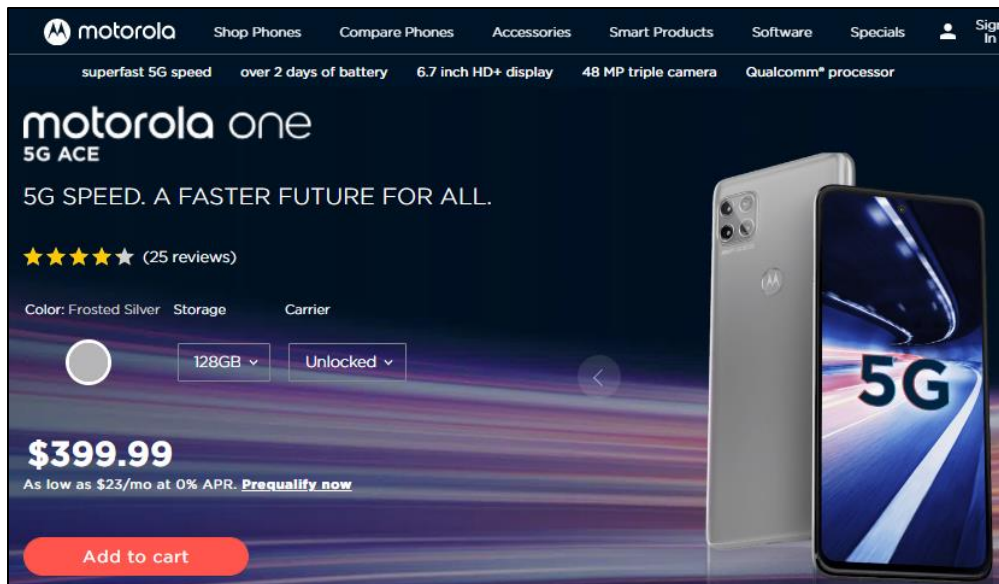 motorola Shop Phones Compare Phones Accessories Smart Products Software Specials Sign In
superfast 5G speed over 2 days of battery 6.7 inch HD+ display 48 MP triple camera Qualcomm® processor
motorola one
5G ACE
5G SPEED. A FASTER FUTURE FOR ALL.
(25 reviews)
Color: Frosted Silver Storage Carrier
128GB Unlocked
5G
$399.99
As low as $23/mo at 0% APR. Prequalify now
Add to cart